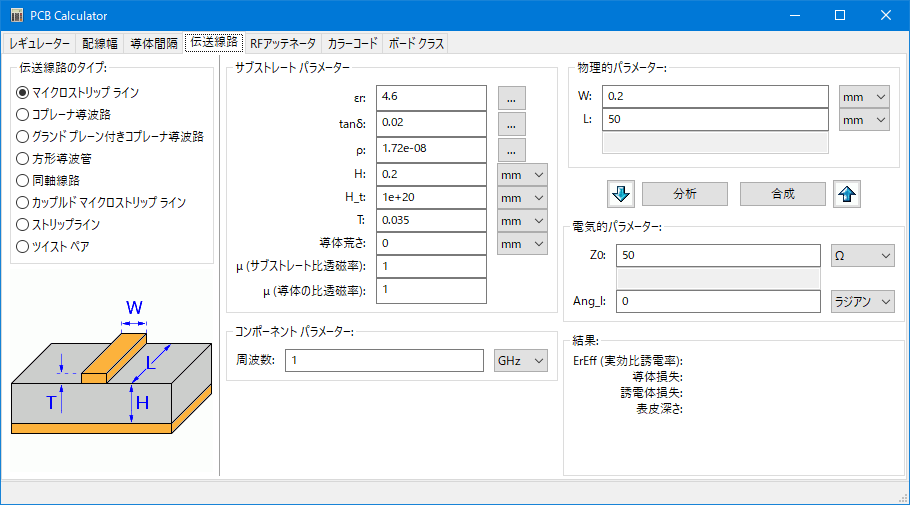 PCB Calculator
レギュレーター 配線幅 導体間隔 伝送線路 RFアッテネータ カラーコード ボード クラス
伝送線路のタイプ:
マイクロストリップ ライン
コプレーナ導波路
グランド プレーン付きコプレーナ導波路
方形導波管
同軸線路
カップルド マイクロストリップ ライン
ストリップライン
ツイスト ペア
W
L
T
H
サブストレート パラメーター
εr: 4.6 ...
tanδ: 0.02 ...
ρ: 1.72e-08 ...
H: 0.2 mm
H_t: 1e+20 mm
T: 0.035 mm
導体荒さ: 0 mm
μ (サブストレート比透磁率): 1
μ (導体の比透磁率): 1
コンポーネント パラメーター:
周波数: 1 GHz
物理的パラメーター:
W: 0.2 mm
L: 50 mm
分析 合成
電気的パラメーター:
Z0: 50 Ω
Ang_l: 0 ラジアン
結果:
ErEff (実効比誘電率):
導体損失:
誘電体損失:
表皮深さ: